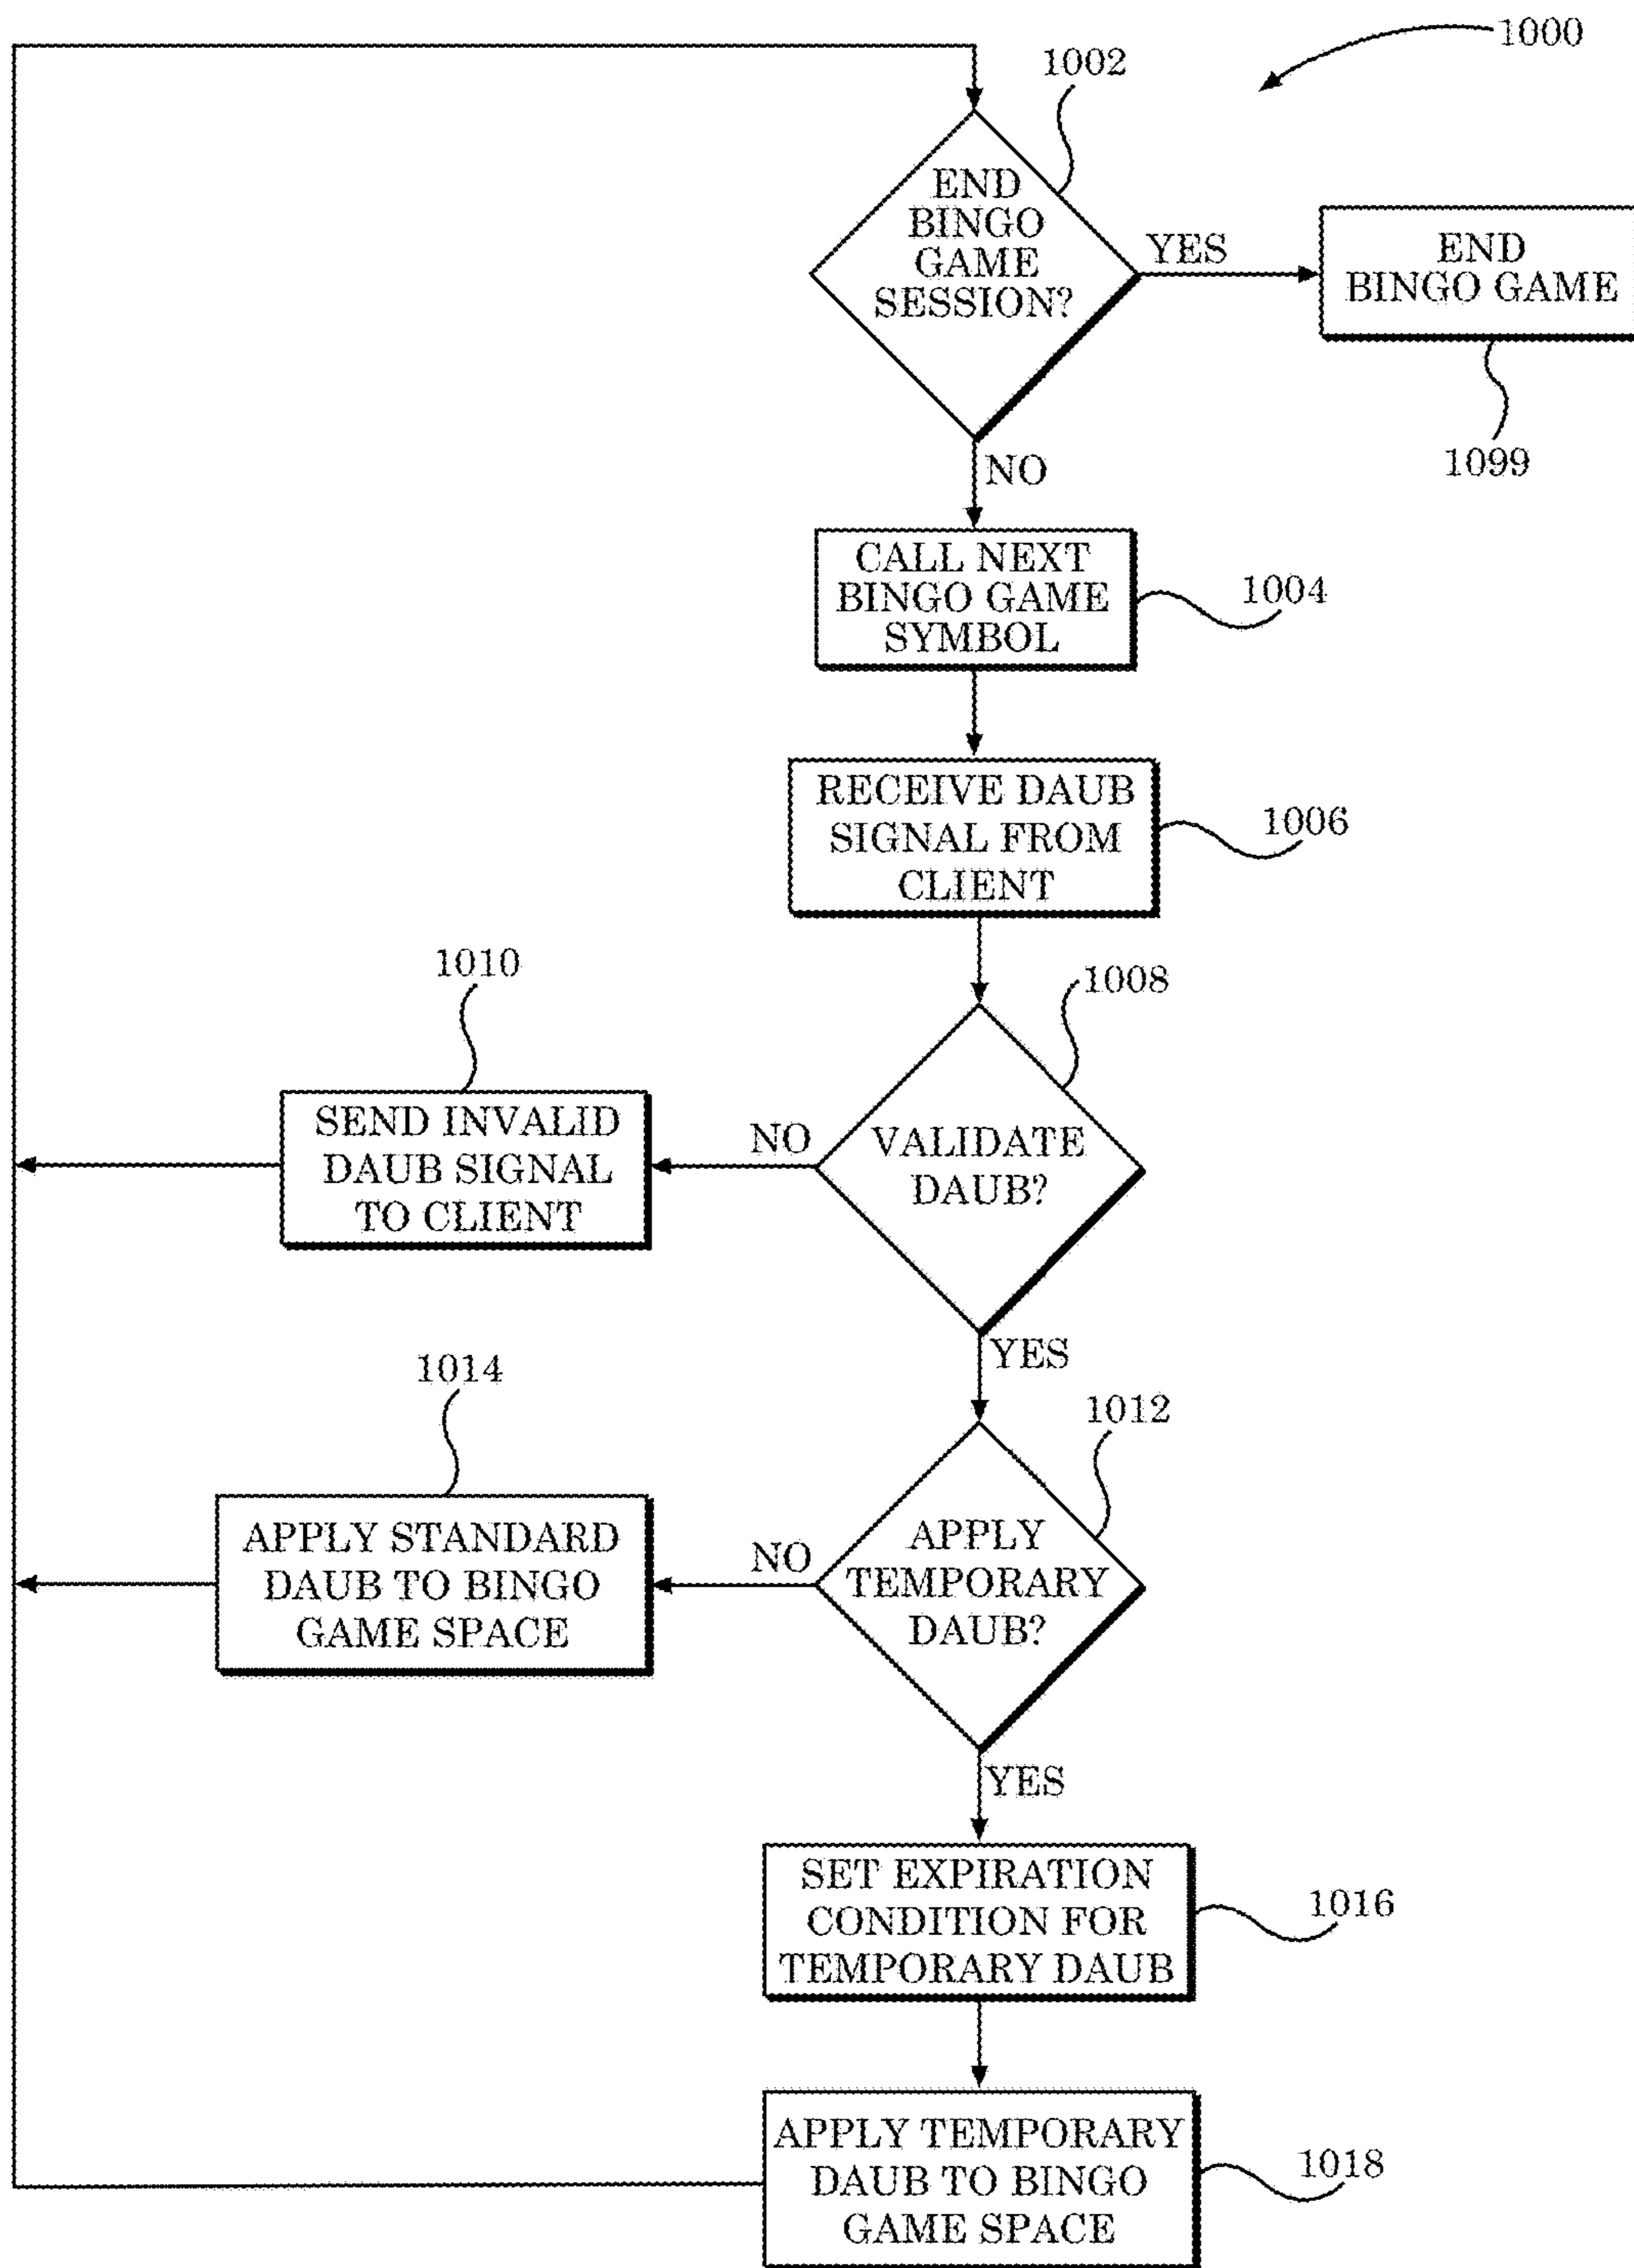 1000
1002
END
BINGO
GAME
SESSION?
YES
END
BINGO GAME
1099
NO
CALL NEXT
BINGO GAME
SYMBOL
1004
RECEIVE DAUB
SIGNAL FROM
CLIENT
1006
1008
VALIDATE
DAUB?
NO
1010
SEND INVALID
DAUB SIGNAL
TO CLIENT
YES
1012
APPLY
TEMPORARY
DAUB?
NO
1014
APPLY STANDARD
DAUB TO BINGO
GAME SPACE
YES
SET EXPIRATION
CONDITION FOR
TEMPORARY DAUB
1016
APPLY TEMPORARY
DAUB TO BINGO
GAME SPACE
1018